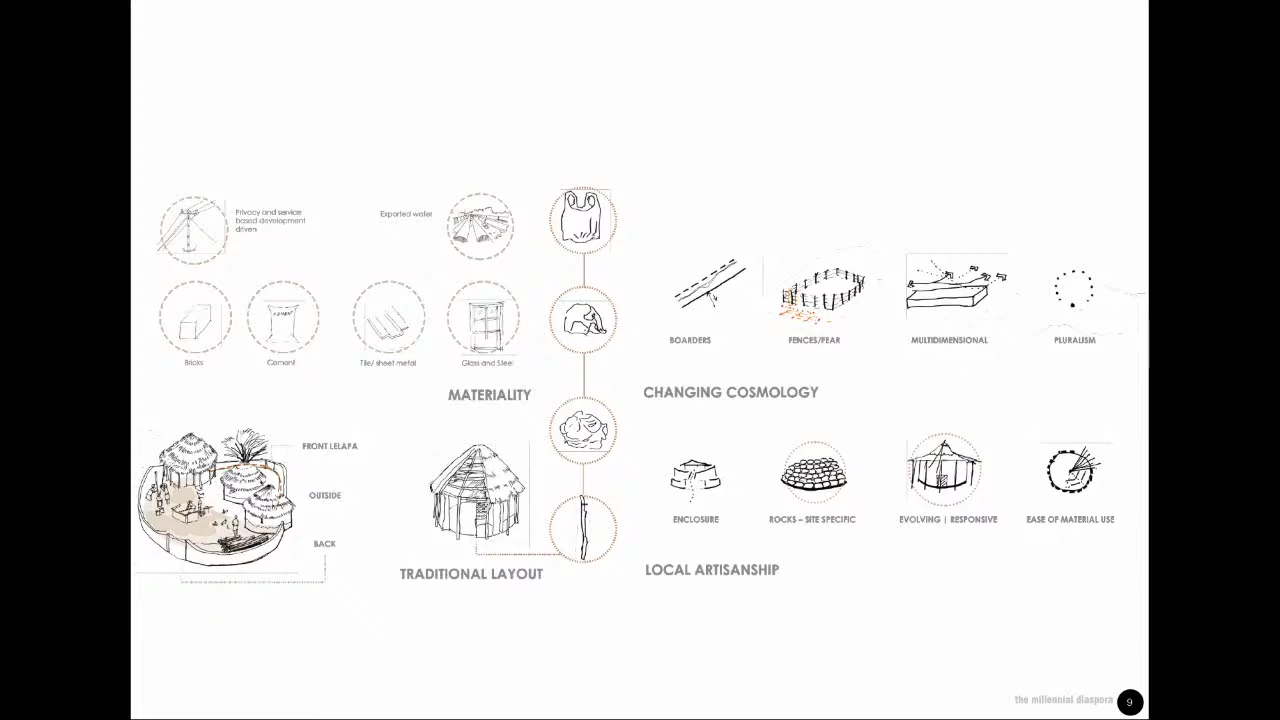 Privacy and service
based development
driven
Exported water
Bricks
CEMENT
Cement
Tile/ sheet metal
Glass and Steel
MATERIALITY
FRONT LELAPA
OUTSIDE
BACK
TRADITIONAL LAYOUT
BOARDERS
FENCES/FEAR
MULTIDIMENSIONAL
PLURALISM
CHANGING COSMOLOGY
ENCLOSURE
ROCKS – SITE SPECIFIC
EVOLVING | RESPONSIVE
EASE OF MATERIAL USE
LOCAL ARTISANSHIP
the millennial diaspora
9